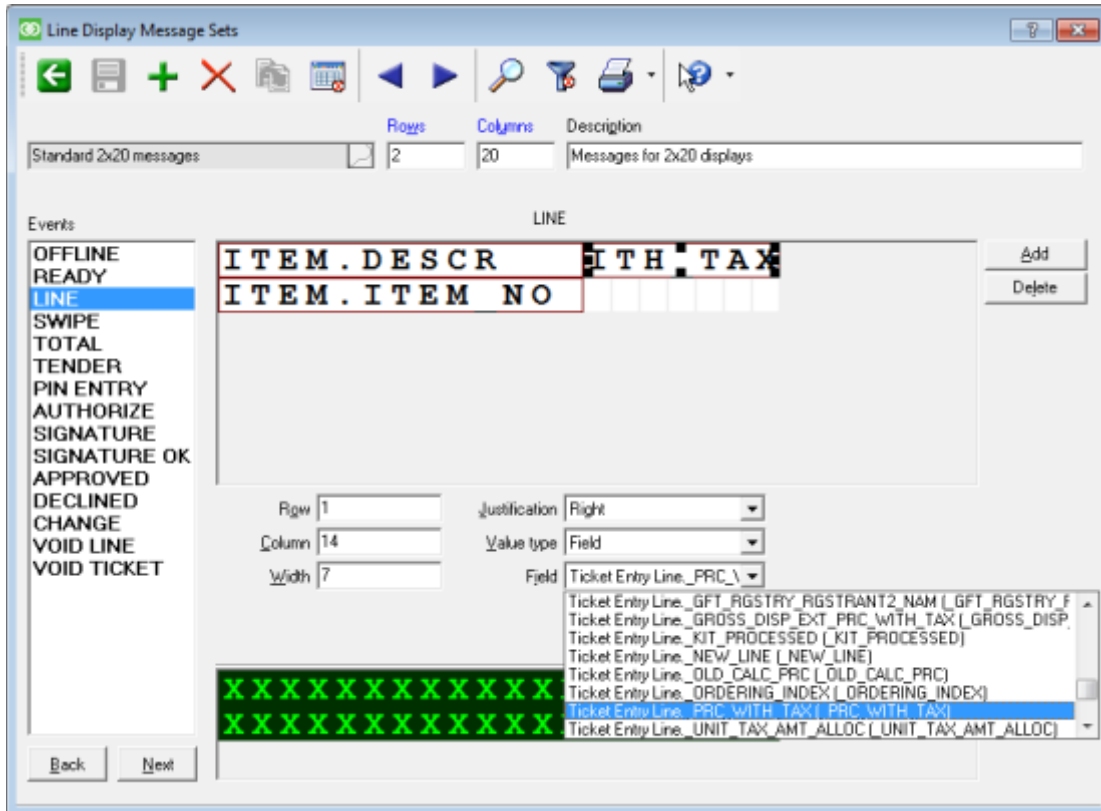 Line Display Message Sets
Rows Columns Description
Standard 2x20 messages 2 20 Messages for 2x20 displays
Events LINE
OFFLINE
READY
LINE
SWIPE
TOTAL
TENDER
PIN ENTRY
AUTHORIZE
SIGNATURE
SIGNATURE OK
APPROVED
DECLINED
CHANGE
VOID LINE
VOID TICKET
ITEM.DESCR ITH TAX
ITEM.ITEM_NO
Add
Delete
Row 1 Justification Right
Column 14 Value type Field
Width 7 Field Ticket Entry Line._PRC_\
Ticket Entry Line._GFT_RGSTRY_RGSTRANT2_NAM (_GFT_RGSTRY_F
Ticket Entry Line._GROSS_DISP_EXT_PRC_WITH_TAX (_GROSS_DISP_
Ticket Entry Line._KIT_PROCESSED (_KIT_PROCESSED)
Ticket Entry Line._NEW_LINE (_NEW_LINE)
Ticket Entry Line._OLD_CALC_PRC (_OLD_CALC_PRC)
Ticket Entry Line._ORDERING_INDEX (_ORDERING_INDEX)
Ticket Entry Line._PRC_WITH_TAX (_PRC_WITH_TAX)
Ticket Entry Line._UNIT_TAX_AMT_ALLOC (_UNIT_TAX_AMT_ALLOC)
XXXXXXXXXXXXX
XXXXXXXXXXXXX
Back Next